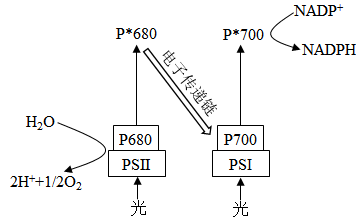 P*680
P*700
NADP⁺
NADPH
电子传递链
H₂O
2H⁺+1/2O₂
P680
PSII
P700
PSI
光
光